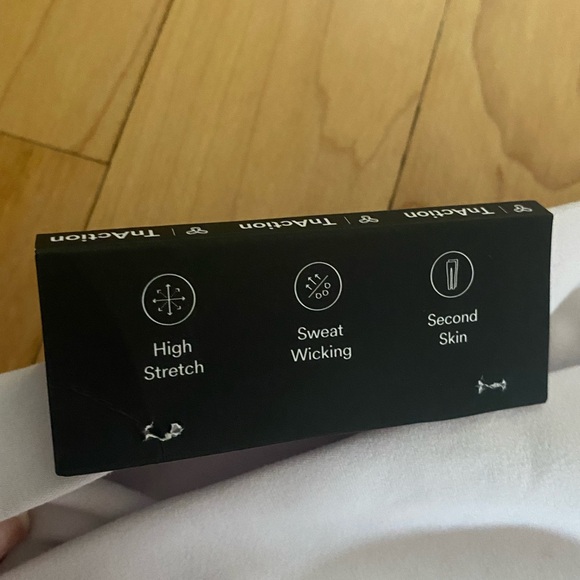 TnAction | TnAction | TnAction |
High
Stretch
Sweat
Wicking
Second
Skin